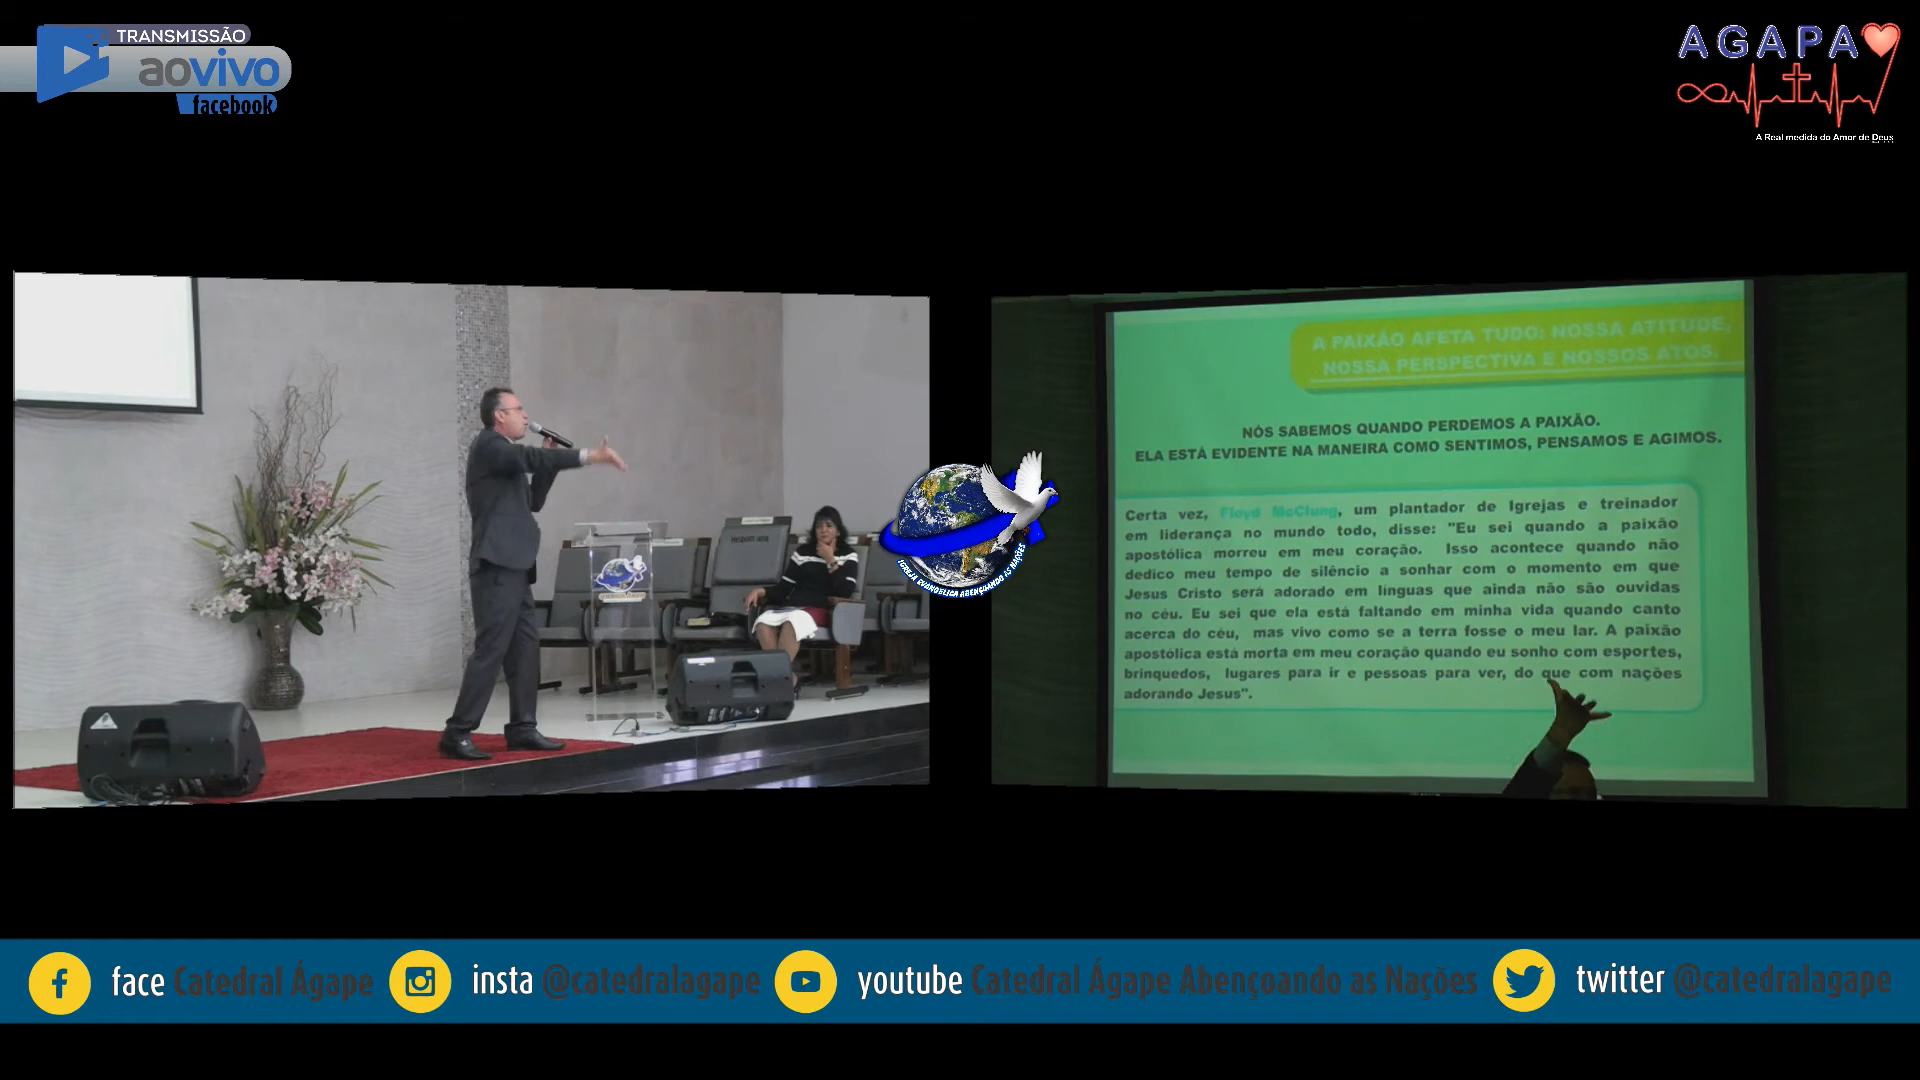 TRANSMISSÃO
aovivo
facebook
AGAPA
A Real medida do Amor de Deus
A PAIXÃO AFETA TUDO: NOSSA ATITUDE,
NOSSA PERSPECTIVA E NOSSOS ATOS.
NÓS SABEMOS QUANDO PERDEMOS A PAIXÃO.
ELA ESTÁ EVIDENTE NA MANEIRA COMO SENTIMOS, PENSAMOS E AGIMOS.
Certa vez, Floyd McClung, um plantador de Igrejas e treinador
em liderança no mundo todo, disse: "Eu sei quando a paixão
apostólica morreu em meu coração. Isso acontece quando não
dedico meu tempo de silêncio a sonhar com o momento em que
Jesus Cristo será adorado em línguas que ainda não são ouvidas
no céu. Eu sei que ela está faltando em minha vida quando canto
acerca do céu, mas vivo como se a terra fosse o meu lar. A paixão
apostólica está morta em meu coração quando eu sonho com esportes,
brinquedos, lugares para ir e pessoas para ver, do que com nações
adorando Jesus".
IGREJA EVANGÉLICA ABENÇOANDO AS NAÇÕES
face Catedral Ágape
insta @catedralagape
youtube Catedral Ágape Abençoando as Nações
twitter @catedralagape